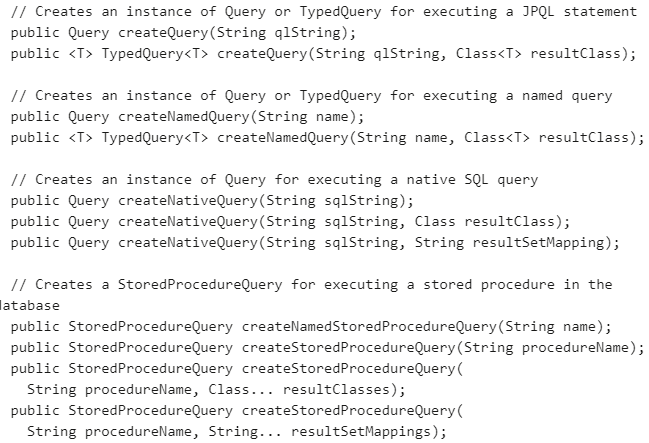 // Creates an instance of Query or TypedQuery for executing a JPQL statement
public Query createQuery(String qlString);
public <T> TypedQuery<T> createQuery(String qlString, Class<T> resultClass);
// Creates an instance of Query or TypedQuery for executing a named query
public Query createNamedQuery(String name);
public <T> TypedQuery<T> createNamedQuery(String name, Class<T> resultClass);
// Creates an instance of Query for executing a native SQL query
public Query createNativeQuery(String sqlString);
public Query createNativeQuery(String sqlString, Class resultClass);
public Query createNativeQuery(String sqlString, String resultSetMapping);
// Creates a StoredProcedureQuery for executing a stored procedure in the
database
public StoredProcedureQuery createNamedStoredProcedureQuery(String name);
public StoredProcedureQuery createStoredProcedureQuery(String procedureName);
public StoredProcedureQuery createStoredProcedureQuery(
String procedureName, Class... resultClasses);
public StoredProcedureQuery createStoredProcedureQuery(
String procedureName, String... resultSetMappings);